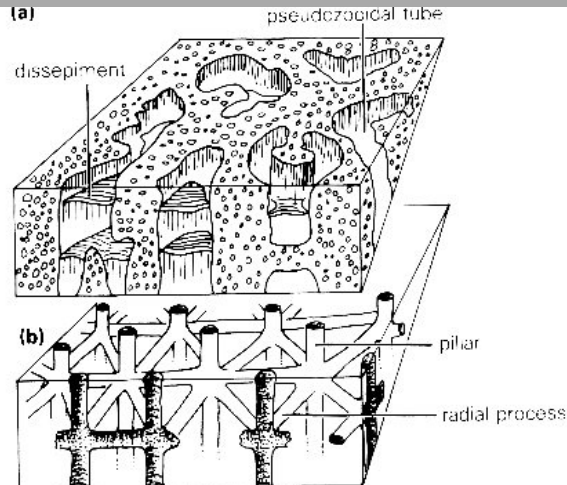 (a)
pseudozooidal tube
dissepiment
(b)
pillar
radial process